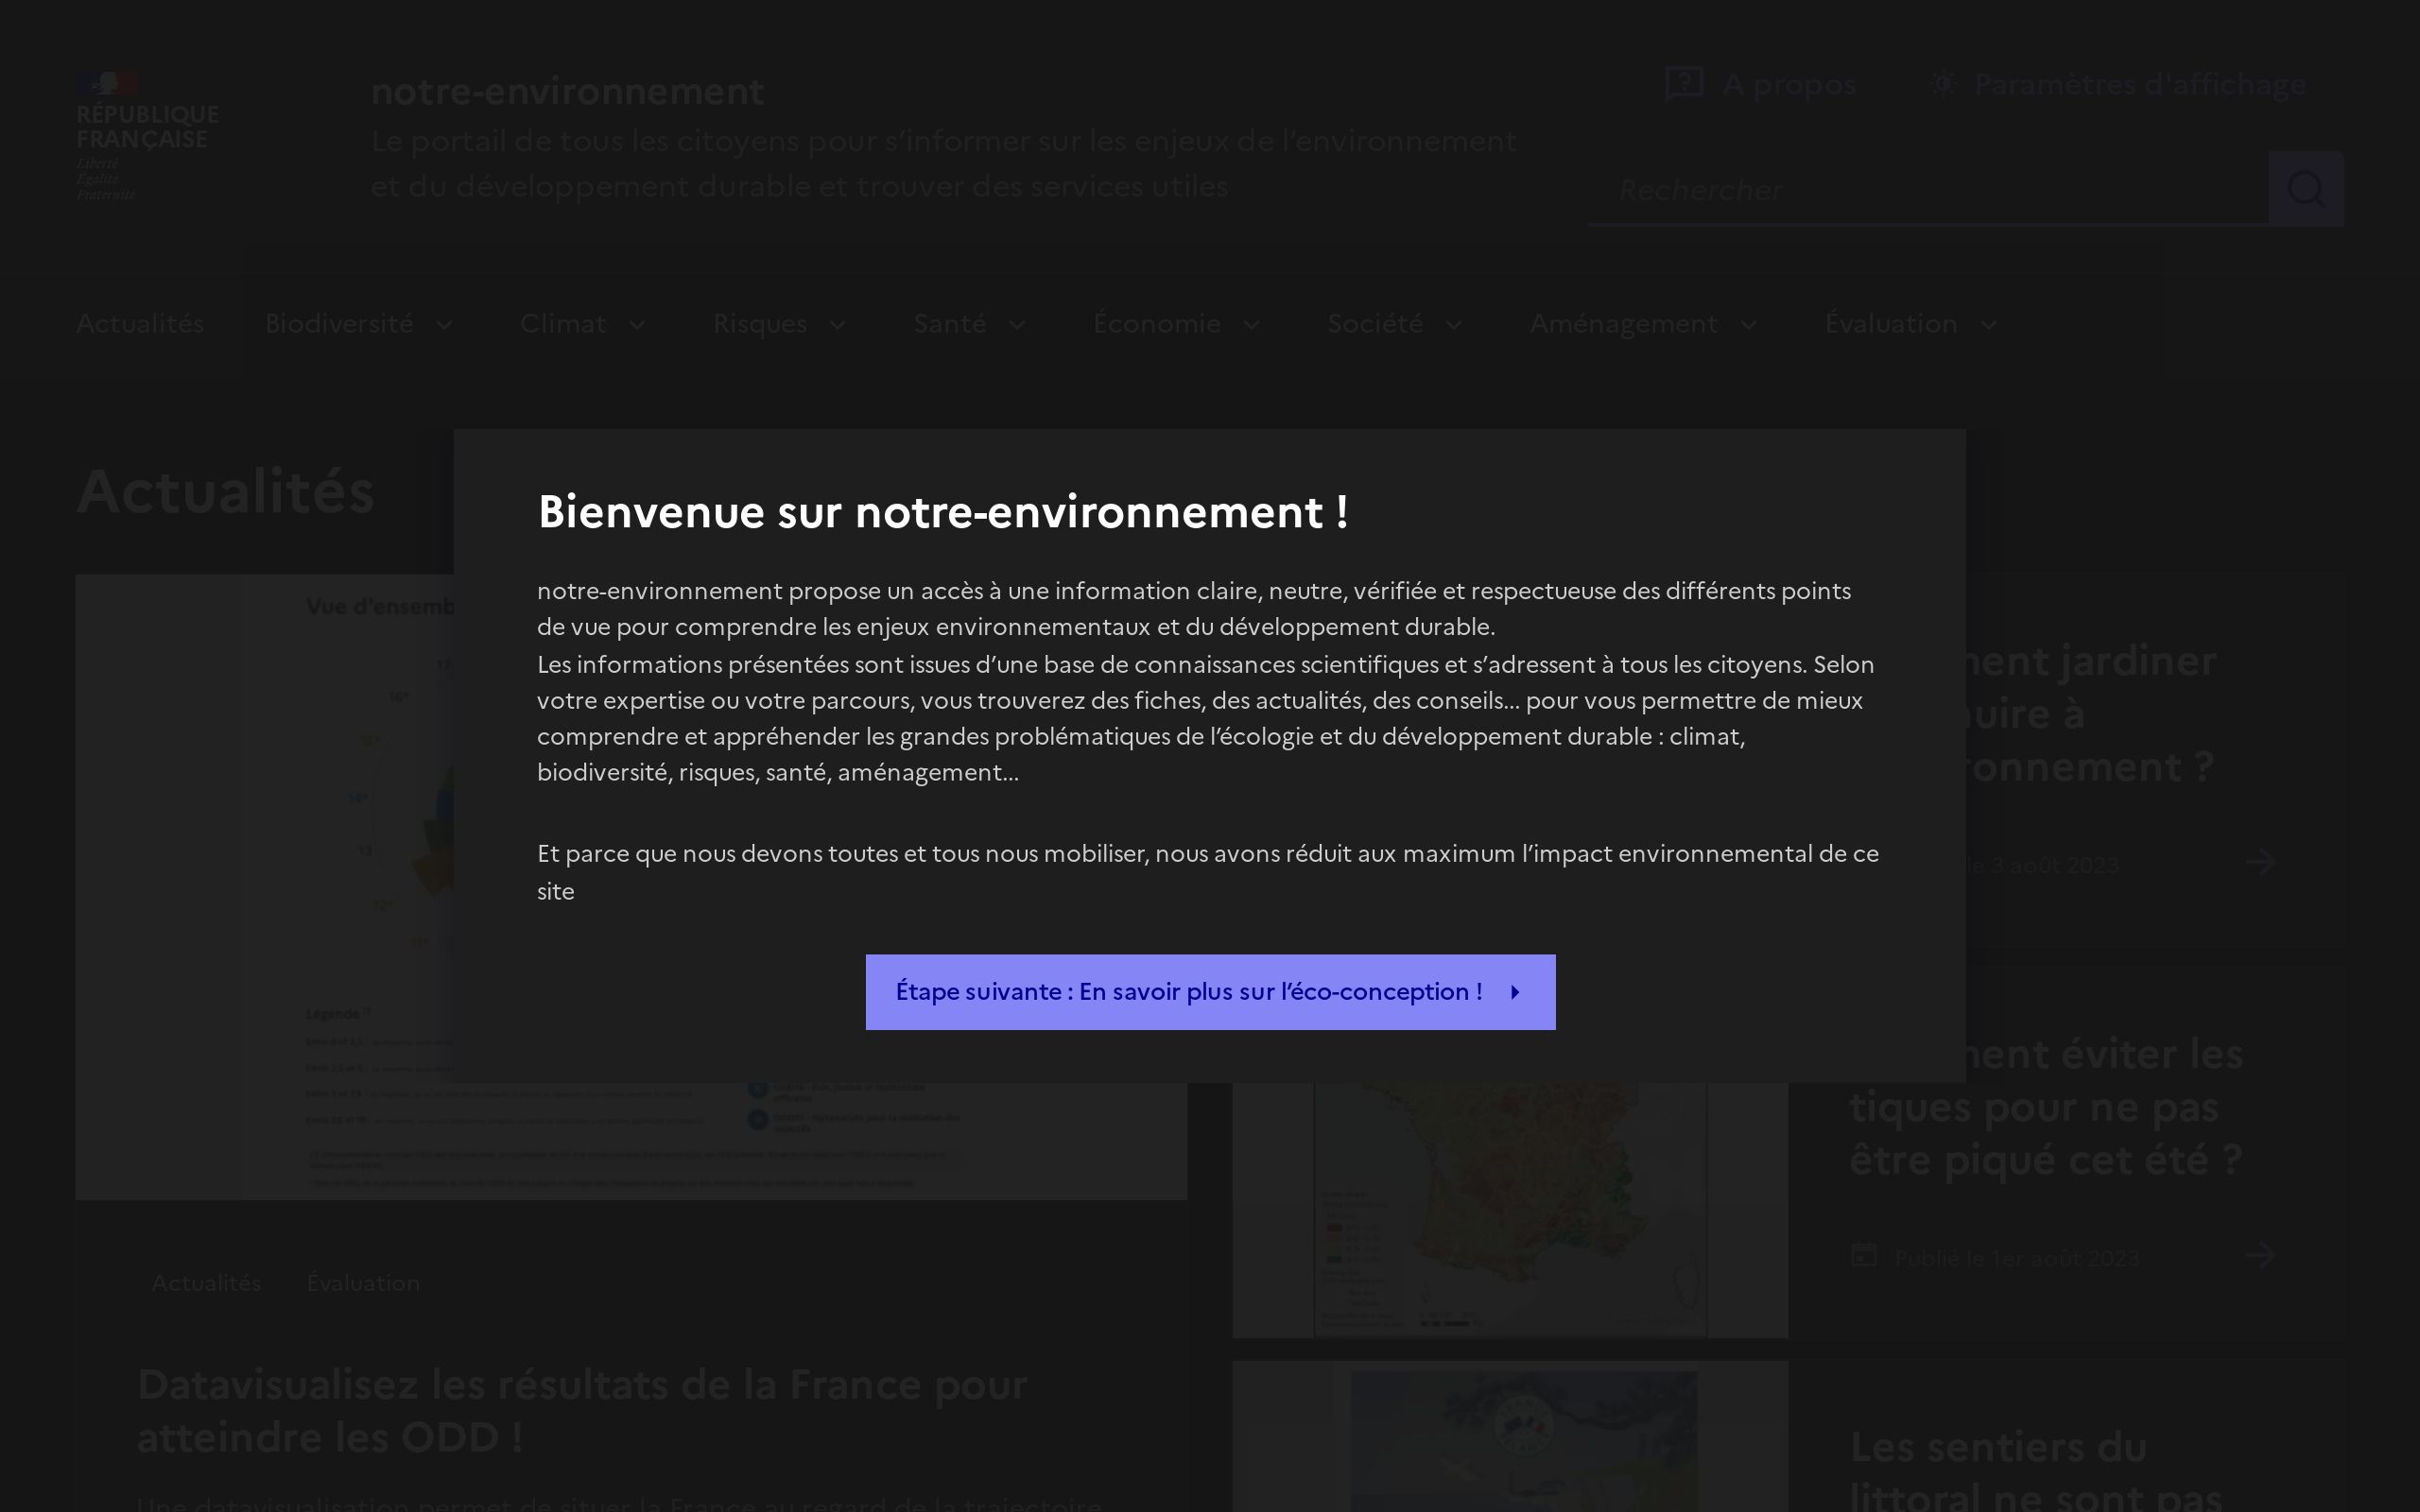 RÉPUBLIQUE
FRANÇAISE
Liberté
Égalité
Fraternité
notre-environnement
Le portail de tous les citoyens pour s’informer sur les enjeux de l’environnement
et du développement durable et trouver des services utiles
A propos
Paramètres d'affichage
Rechercher
Actualités Biodiversité Climat Risques Santé Économie Société Aménagement Évaluation
Actualités
Bienvenue sur notre-environnement !
notre-environnement propose un accès à une information claire, neutre, vérifiée et respectueuse des différents points
de vue pour comprendre les enjeux environnementaux et du développement durable.
Les informations présentées sont issues d’une base de connaissances scientifiques et s’adressent à tous les citoyens. Selon
votre expertise ou votre parcours, vous trouverez des fiches, des actualités, des conseils... pour vous permettre de mieux
comprendre et appréhender les grandes problématiques de l’écologie et du développement durable : climat,
biodiversité, risques, santé, aménagement...
Et parce que nous devons toutes et tous nous mobiliser, nous avons réduit aux maximum l’impact environnemental de ce
site
Étape suivante : En savoir plus sur l’éco-conception !
Vue d'ensemb
Légende
Actualités Évaluation
Datavisualisez les résultats de la France pour
atteindre les ODD !
Une datavisualisation permet de situer la France au regard de la trajectoire
ment jardiner
uire à
ronnement ?
le 3 août 2023
ment éviter les
tiques pour ne pas
être piqué cet été ?
Publié le 1er août 2023
Les sentiers du
littoral ne sont pas